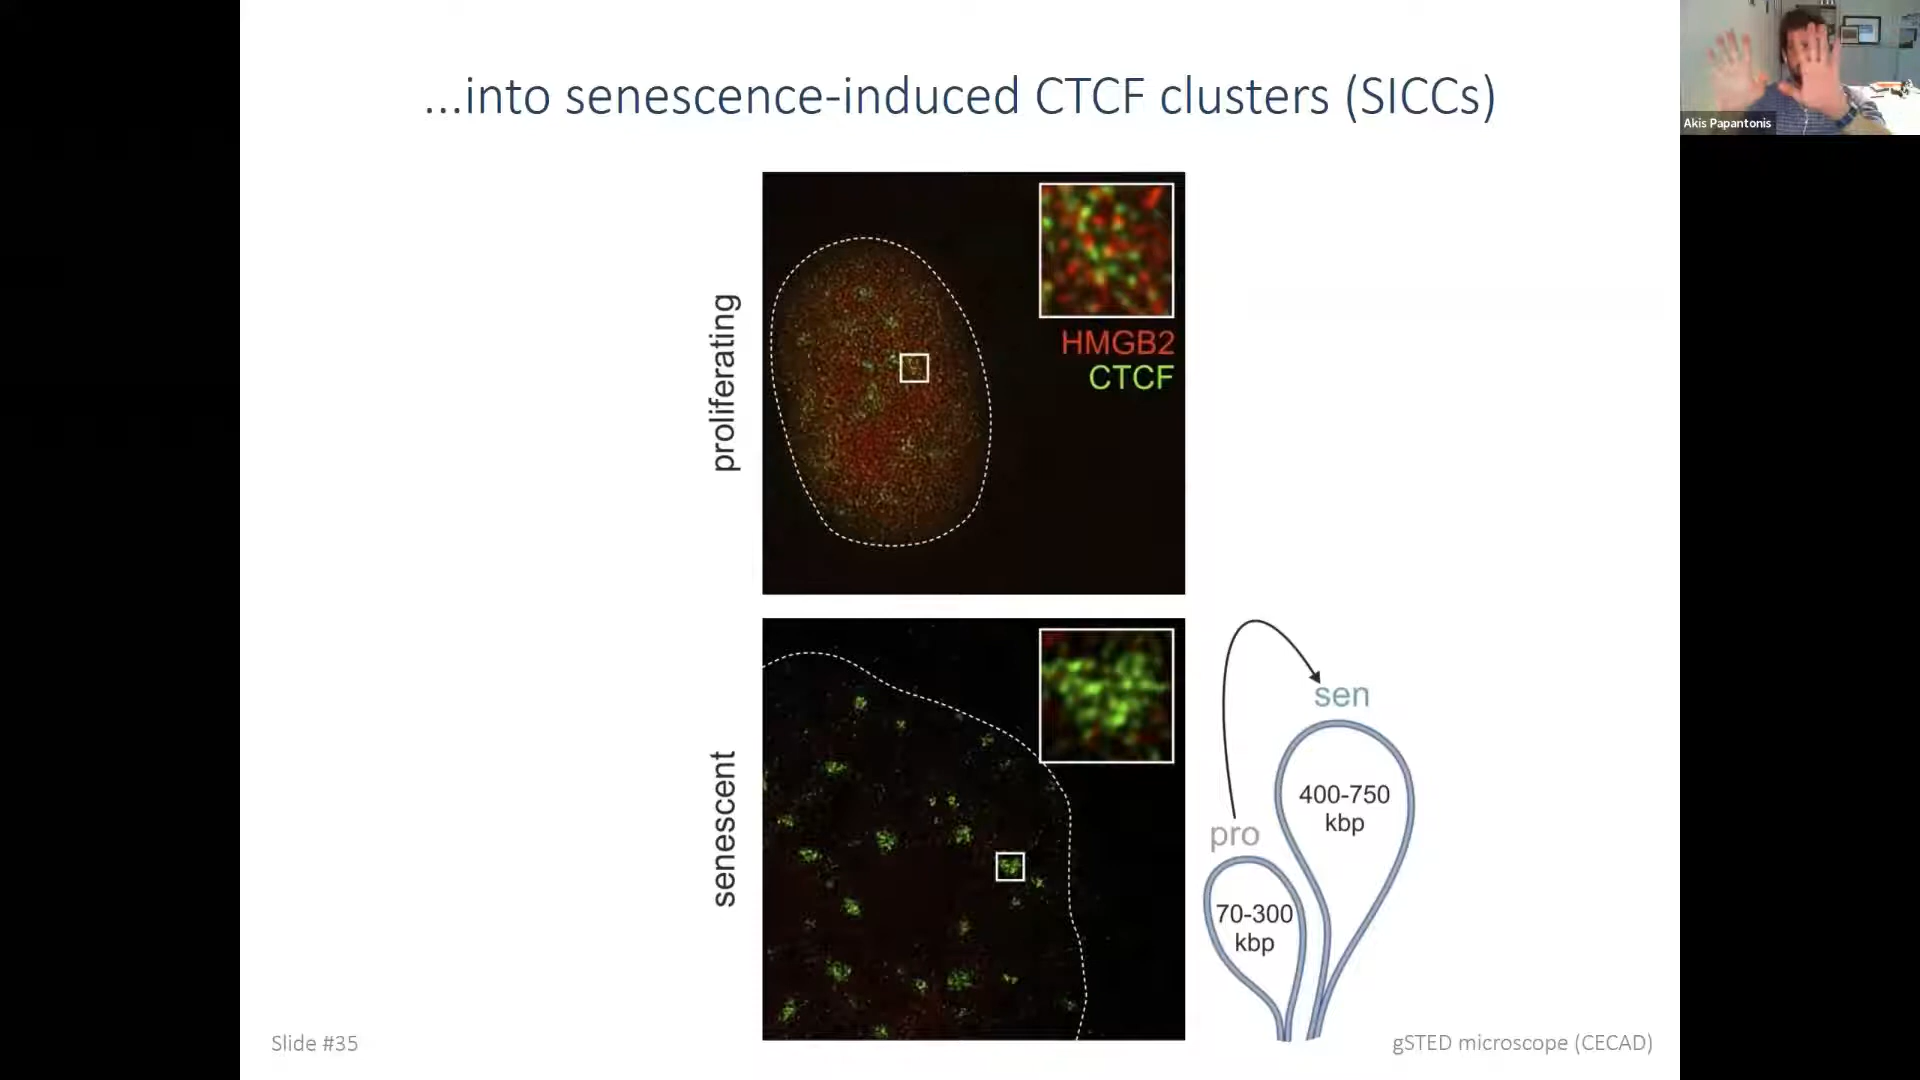 ...into senescence-induced CTCF clusters (SICCs)
Akis Papantonis
proliferating
HMGB2
CTCF
senescent
sen
400-750
kbp
pro
70-300
kbp
Slide #35
gSTED microscope (CECAD)